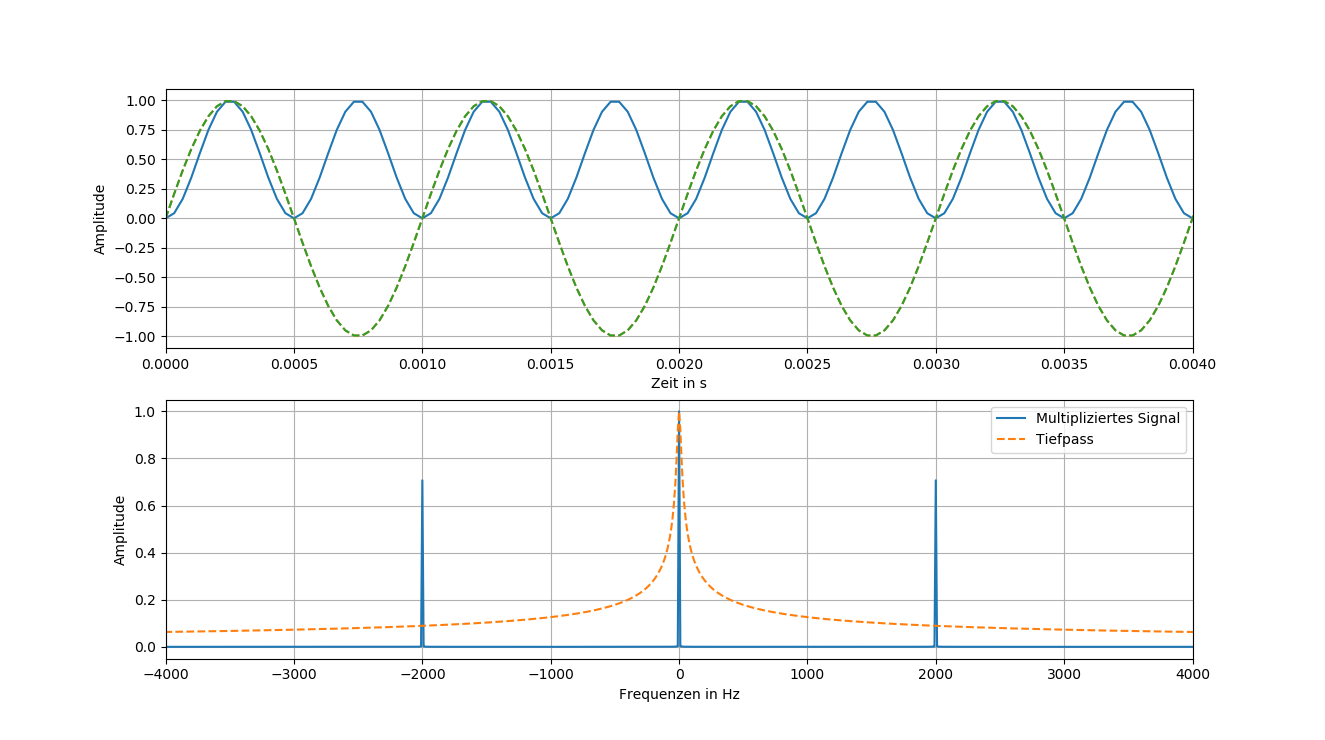 1.00
0.75
0.50
0.25
0.00
−0.25
−0.50
−0.75
−1.00
Amplitude
0.0000 0.0005 0.0010 0.0015 0.0020 0.0025 0.0030 0.0035 0.0040
Zeit in s
1.0
0.8
0.6
0.4
0.2
0.0
Amplitude
Multipliziertes Signal
Tiefpass
−4000 −3000 −2000 −1000 0 1000 2000 3000 4000
Frequenzen in Hz